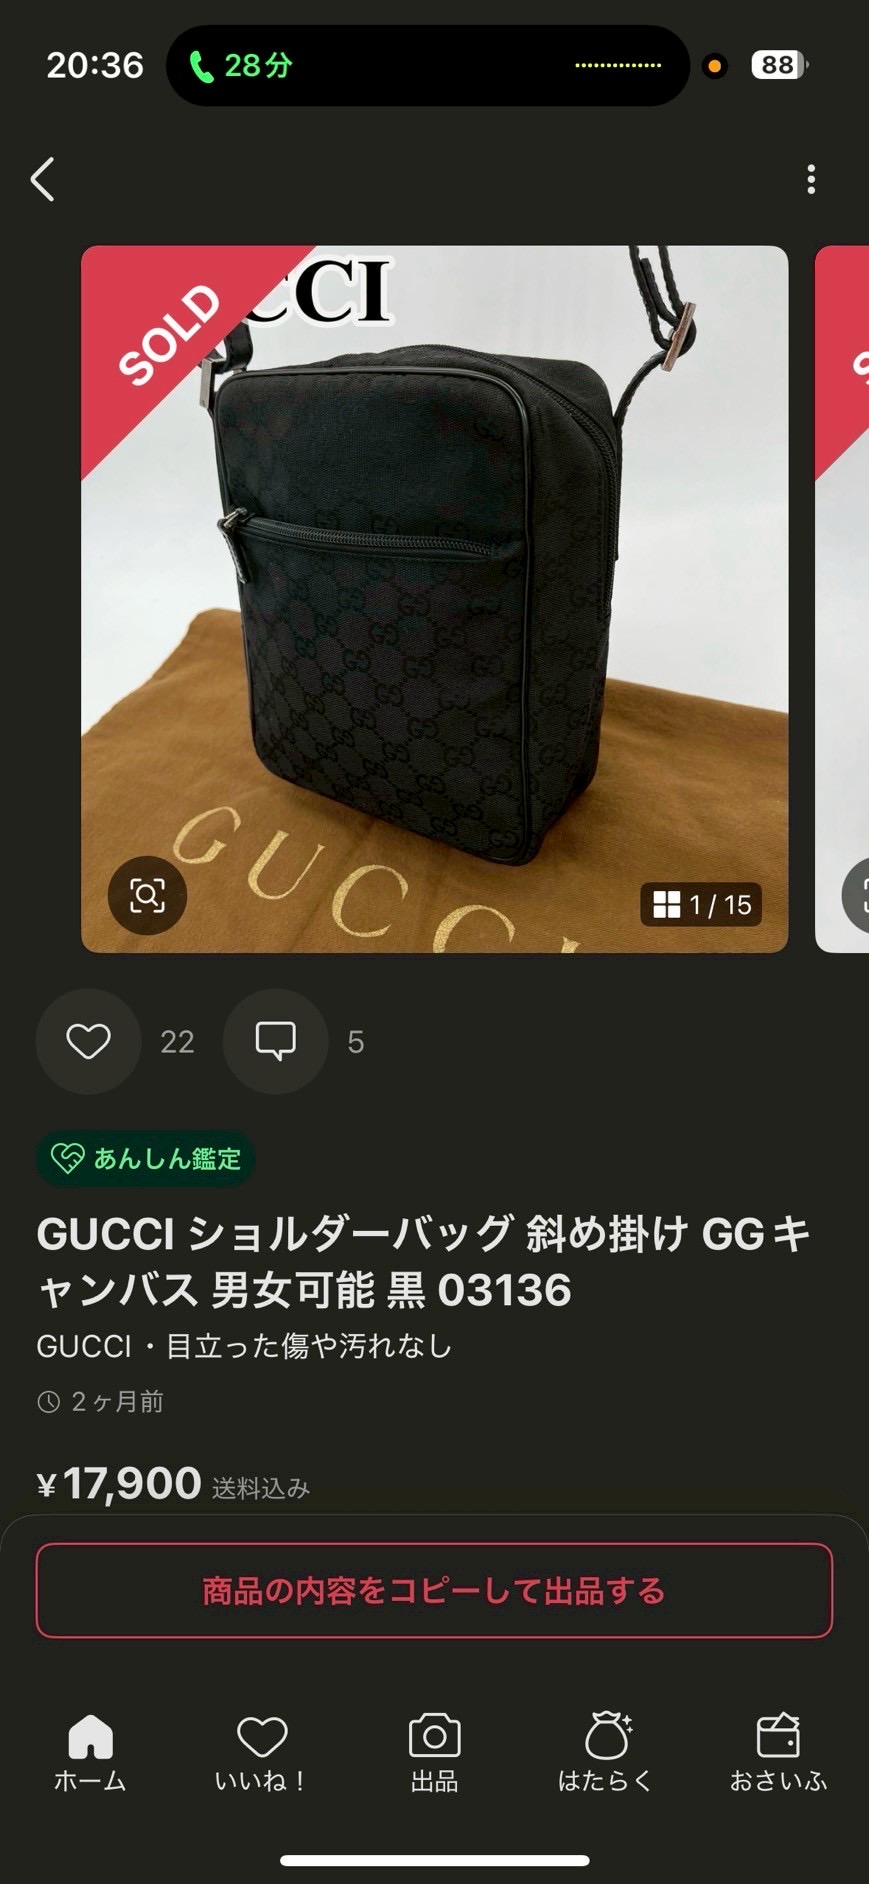 20:36
28分
88
SOLD
CCI
GUCC
1 / 15
22
5
あんしん鑑定
GUCCI ショルダーバッグ 斜め掛け GGキ
ャンバス 男女可能 黒 03136
GUCCI・目立った傷や汚れなし
2ヶ月前
¥17,900 送料込み
商品の内容をコピーして出品する
ホーム
いいね！
出品
はたらく
おさいふ